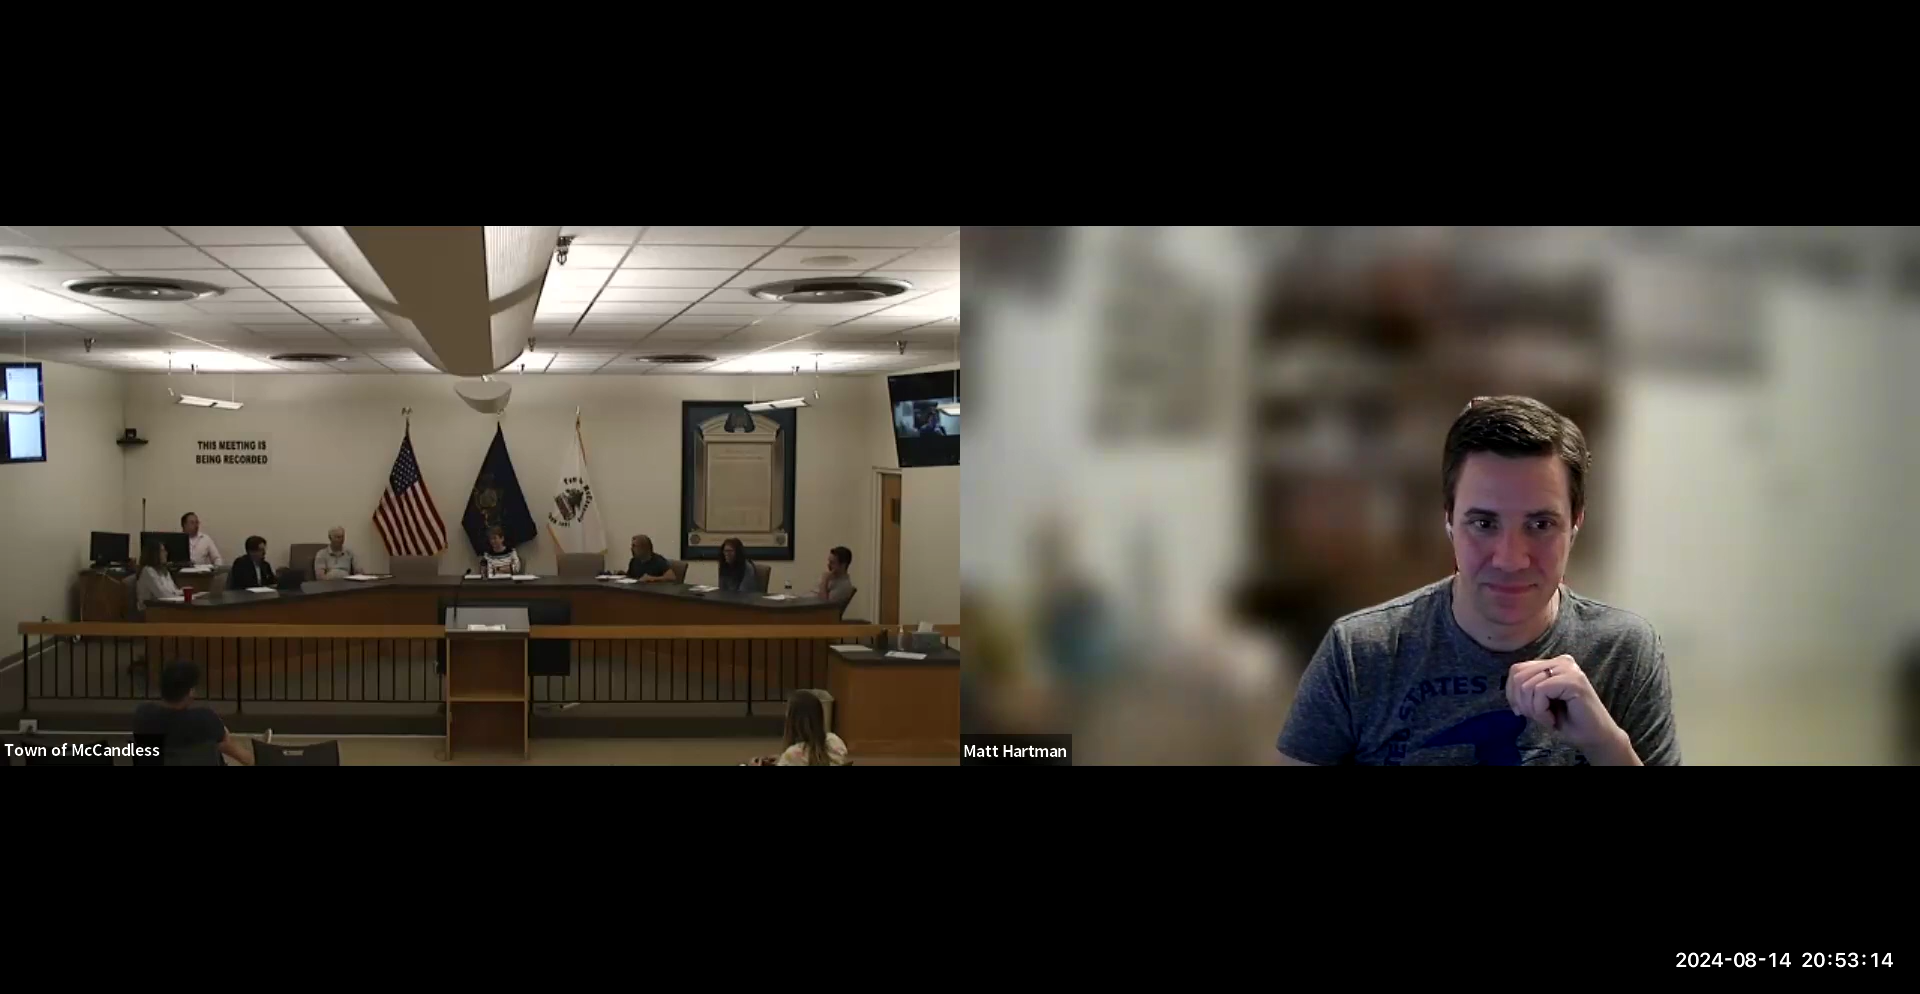 THIS MEETING IS
BEING RECORDED
Town of McCandless
STATES
Matt Hartman
2024-08-14 20:53:14